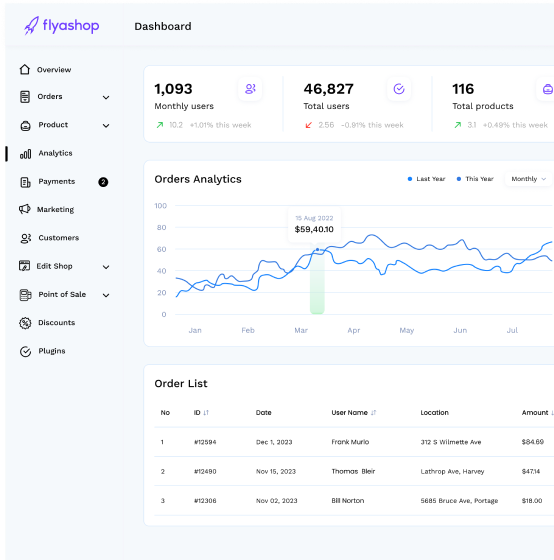 flyashop
Dashboard
Overview
Orders
Product
Analytics
Payments 2
Marketing
Customers
Edit Shop
Point of Sale
Discounts
Plugins
1,093
Monthly users
10.2 +1.01% this week
46,827
Total users
2.56 -0.91% this week
116
Total products
3.1 +0.49% this week
Orders Analytics
Last Year This Year Monthly
15 Aug 2022
$59,40.10
100
80
60
40
20
0
Jan Feb Mar Apr May Jun Jul
Order List
No ID Date User Name Location Amount
1 #12594 Dec 1, 2023 Frank Murlo 312 S Wilmette Ave $84.69
2 #12490 Nov 15, 2023 Thomas Bleir Lathrop Ave, Harvey $47.14
3 #12306 Nov 02, 2023 Bill Norton 5685 Bruce Ave, Portage $18.00